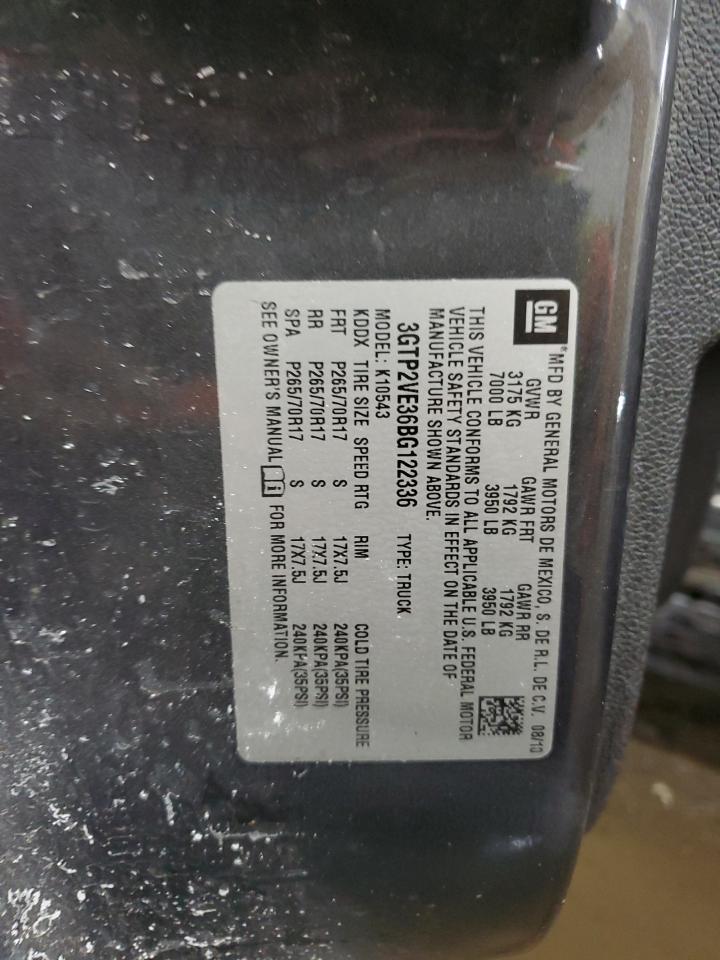 GM
*MFD BY GENERAL MOTORS DE MEXICO, S. DE R.L. DE C.V. 08/10
GVWR GAWR FRT GAWR RR
3175 KG 1792 KG 1792 KG
7000 LB 3950 LB 3950 LB
THIS VEHICLE CONFORMS TO ALL APPLICABLE U.S. FEDERAL MOTOR
VEHICLE SAFETY STANDARDS IN EFFECT ON THE DATE OF
MANUFACTURE SHOWN ABOVE.
3GTP2VE36BG122336 TYPE: TRUCK
MODEL: K10543
KDDX TIRE SIZE SPEED RTG RIM COLD TIRE PRESSURE
FRT P265/70R17 S 17X7.5J 240KPA(35PSI)
RR P265/70R17 S 17X7.5J 240KPA(35PSI)
SPA P265/70R17 S 17X7.5J 240KPA(35PSI)
SEE OWNER'S MANUAL FOR MORE INFORMATION.